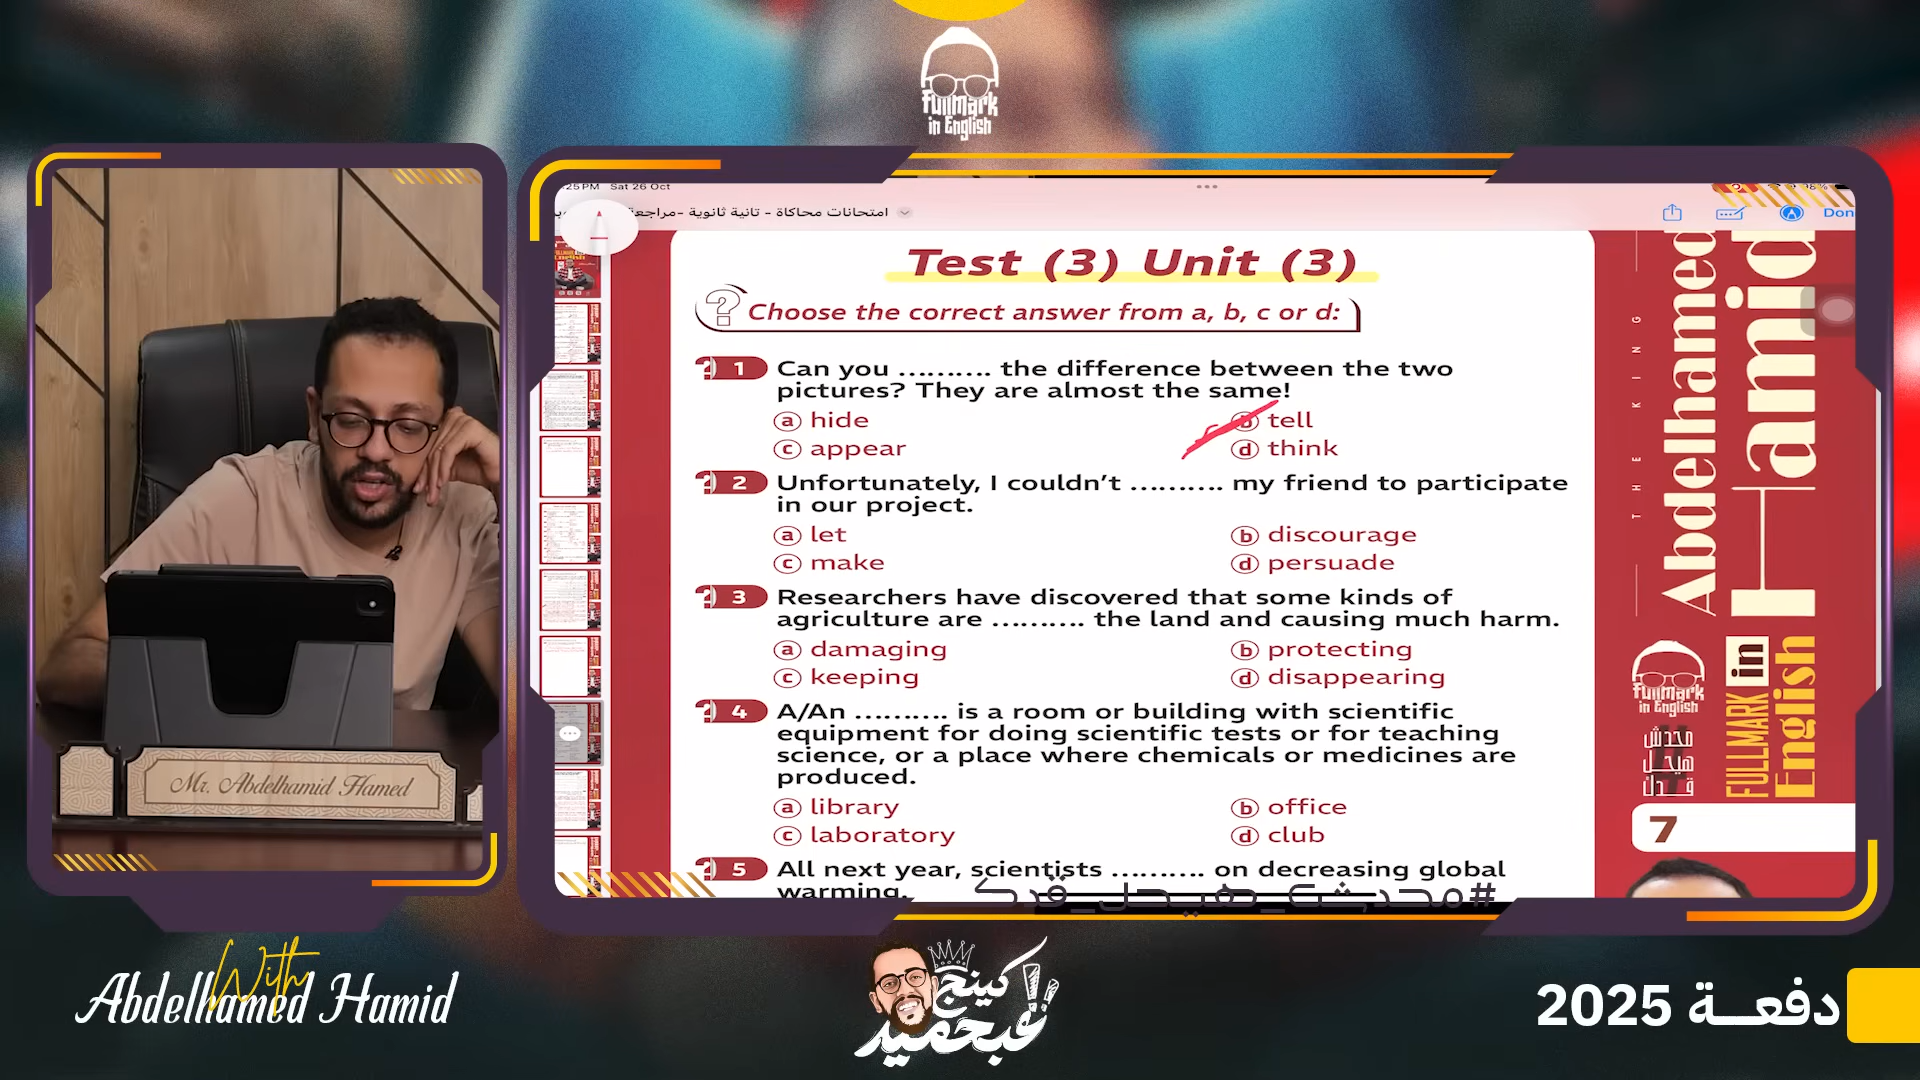 Fullmark
in English
Sat 26 Oct
امتحانات محاكاة - تانية ثانوية -مراجعة
Test (3) Unit (3)
Choose the correct answer from a, b, c or d:
1 Can you .......... the difference between the two
pictures? They are almost the same!
a hide
b tell
c appear
d think
2 Unfortunately, I couldn't .......... my friend to participate
in our project.
a let
b discourage
c make
d persuade
3 Researchers have discovered that some kinds of
agriculture are .......... the land and causing much harm.
a damaging
b protecting
c keeping
d disappearing
4 A/An .......... is a room or building with scientific
equipment for doing scientific tests or for teaching
science, or a place where chemicals or medicines are
produced.
a library
b office
c laboratory
d club
5 All next year, scientists .......... on decreasing global
warming.
#محدش_هيحل_قدك
THE KING
Abdelhamed
Hamid
Fullmark
in English
محدش
هيحل
قدك
FULLMARK in
English
7
Mr. Abdelhamid Hamed
With
Abdelhamed Hamid
كينج
عبحميد
دفعة 2025